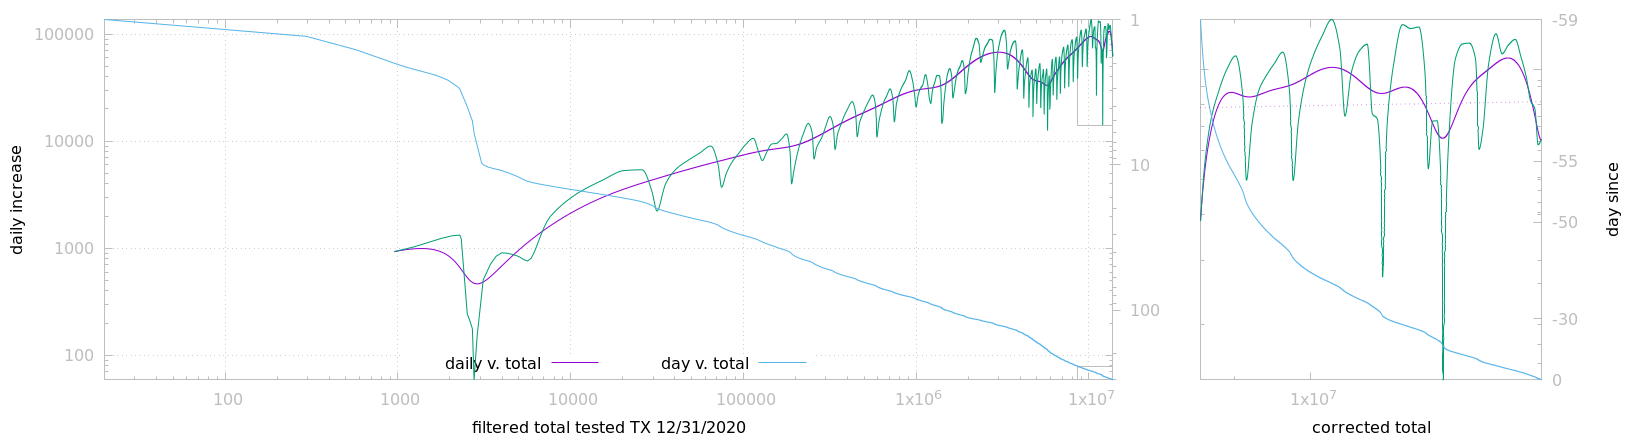 100000
10000
1000
100
daily increase
100
1000
10000
100000
1x10^6
1x10^7
filtered total tested TX 12/31/2020
daily v. total
day v. total
1
10
100
1x10^7
corrected total
-59
-55
-50
-30
0
day since